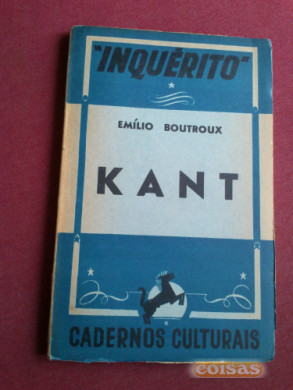 "INQUÉRITO"
EMÍLIO BOUTROUX
KANT
CADERNOS CULTURAIS
coisas